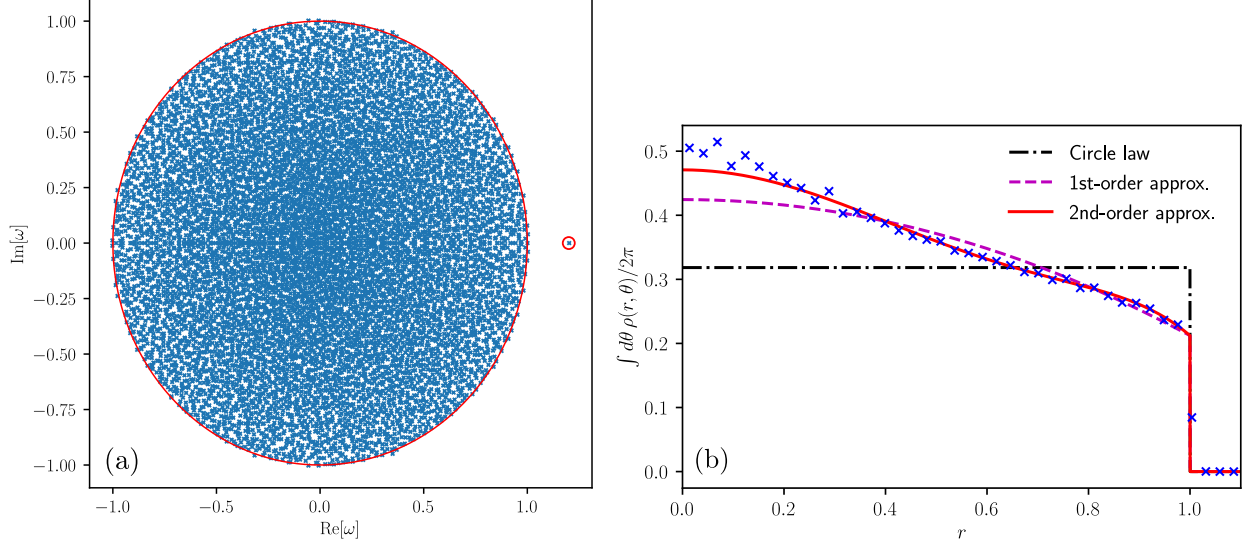 1.00
0.75
0.50
0.25
0.00
−0.25
−0.50
−0.75
−1.00
Im[ω]
(a)
−1.0
−0.5
0.0
0.5
1.0
Re[ω]
0.5
0.4
0.3
0.2
0.1
0.0
∫ dθ ρ(r, θ)/2π
Circle law
1st-order approx.
2nd-order approx.
(b)
0.0
0.2
0.4
0.6
0.8
1.0
r